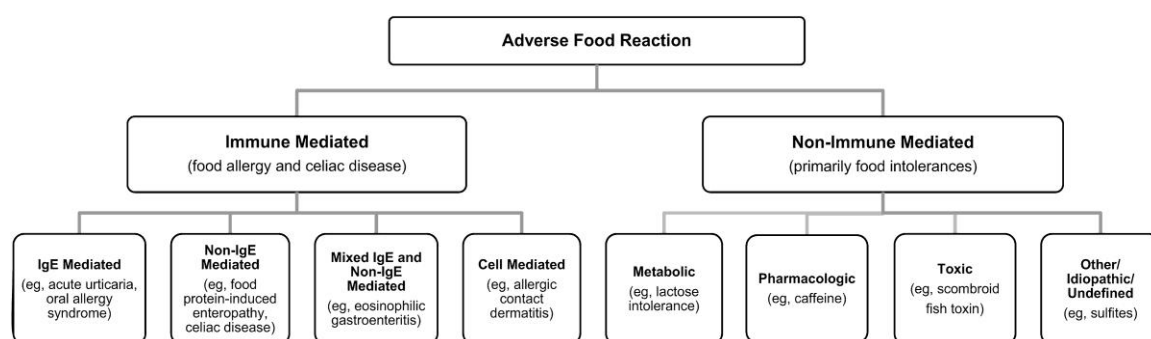 Adverse Food Reaction
Immune Mediated
(food allergy and celiac disease)
Non-Immune Mediated
(primarily food intolerances)
IgE Mediated
(eg, acute urticaria,
oral allergy
syndrome)
Non-IgE
Mediated
(eg, food
protein-induced
enteropathy,
celiac disease)
Mixed IgE and
Non-IgE
Mediated
(eg, eosinophilic
gastroenteritis)
Cell Mediated
(eg, allergic
contact
dermatitis)
Metabolic
(eg, lactose
intolerance)
Pharmacologic
(eg, caffeine)
Toxic
(eg, scombroid
fish toxin)
Other/
Idiopathic/
Undefined
(eg, sulfites)